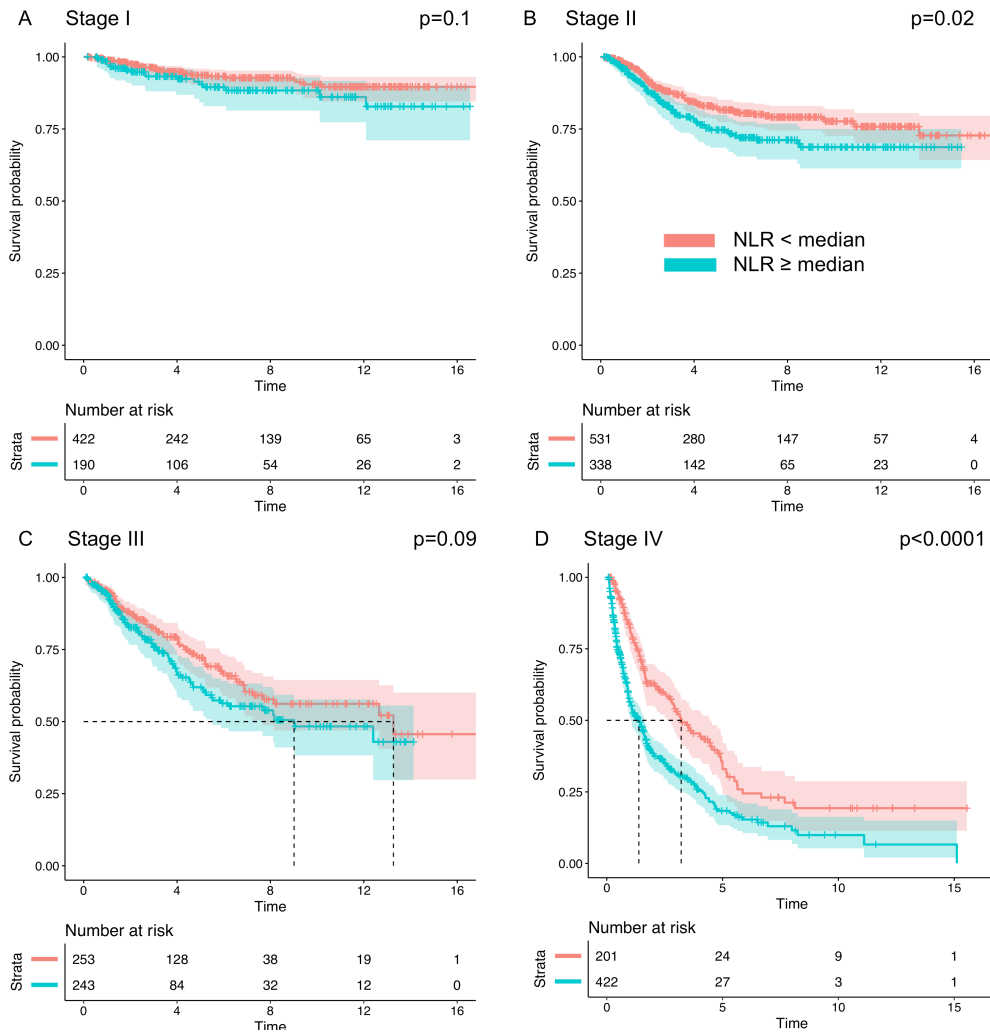 A Stage I p=0.1
1.00
0.75
0.50
0.25
0.00
Survival probability
0 4 8 12 16
Time
Number at risk
Strata
422 242 139 65 3
190 106 54 26 2
0 4 8 12 16
Time
B Stage II p=0.02
1.00
0.75
0.50
0.25
0.00
Survival probability
NLR < median
NLR ≥ median
0 4 8 12 16
Time
Number at risk
Strata
531 280 147 57 4
338 142 65 23 0
0 4 8 12 16
Time
C Stage III p=0.09
1.00
0.75
0.50
0.25
0.00
Survival probability
0 4 8 12 16
Time
Number at risk
Strata
253 128 38 19 1
243 84 32 12 0
0 4 8 12 16
Time
D Stage IV p<0.0001
1.00
0.75
0.50
0.25
0.00
Survival probability
0 5 10 15
Time
Number at risk
Strata
201 24 9 1
422 27 3 1
0 5 10 15
Time